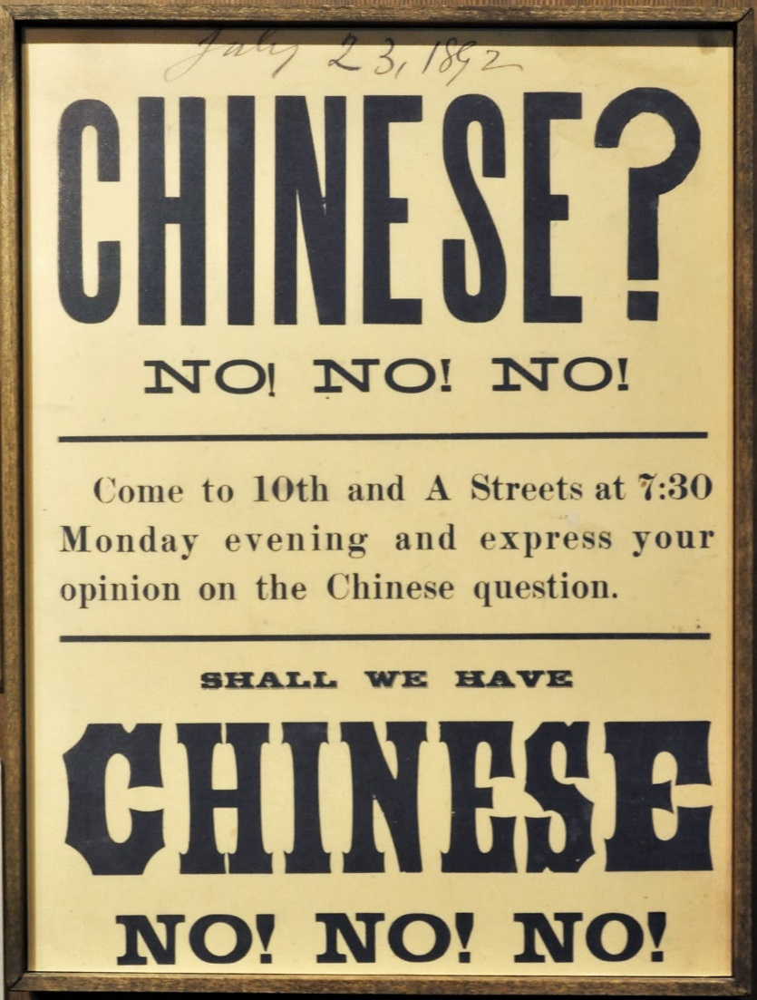 July 23, 1892
CHINESE?
NO! NO! NO!
Come to 10th and A Streets at 7:30
Monday evening and express your
opinion on the Chinese question.
SHALL WE HAVE
CHINESE
NO! NO! NO!